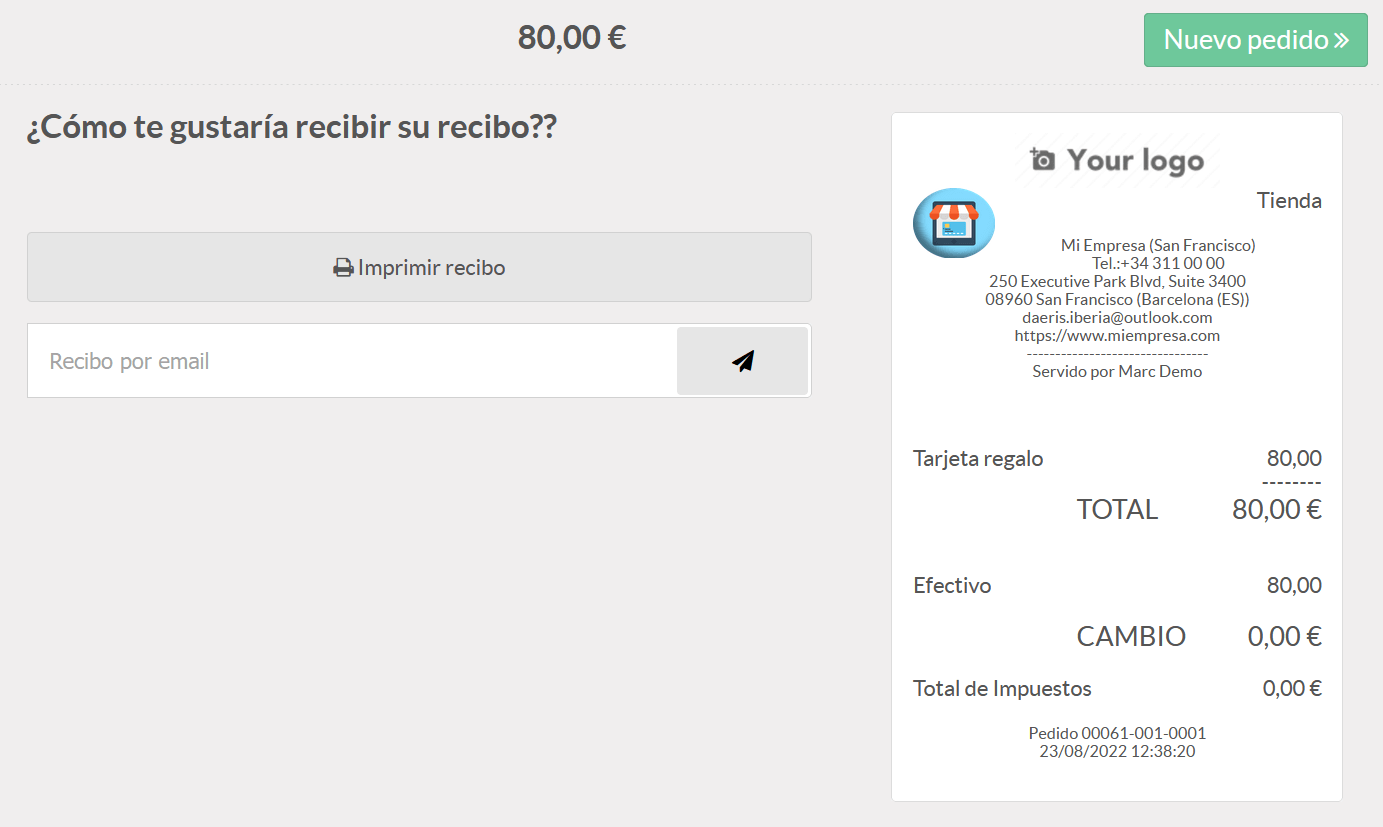 80,00 €
Nuevo pedido »
¿Cómo te gustaría recibir su recibo??
Imprimir recibo
Recibo por email
Your logo
Tienda
Mi Empresa (San Francisco)
Tel.:+34 311 00 00
250 Executive Park Blvd, Suite 3400
08960 San Francisco (Barcelona (ES))
daeris.iberia@outlook.com
https://www.miempresa.com
--------------------------------
Servido por Marc Demo
Tarjeta regalo 80,00
--------
TOTAL 80,00 €
Efectivo 80,00
CAMBIO 0,00 €
Total de Impuestos 0,00 €
Pedido 00061-001-0001
23/08/2022 12:38:20